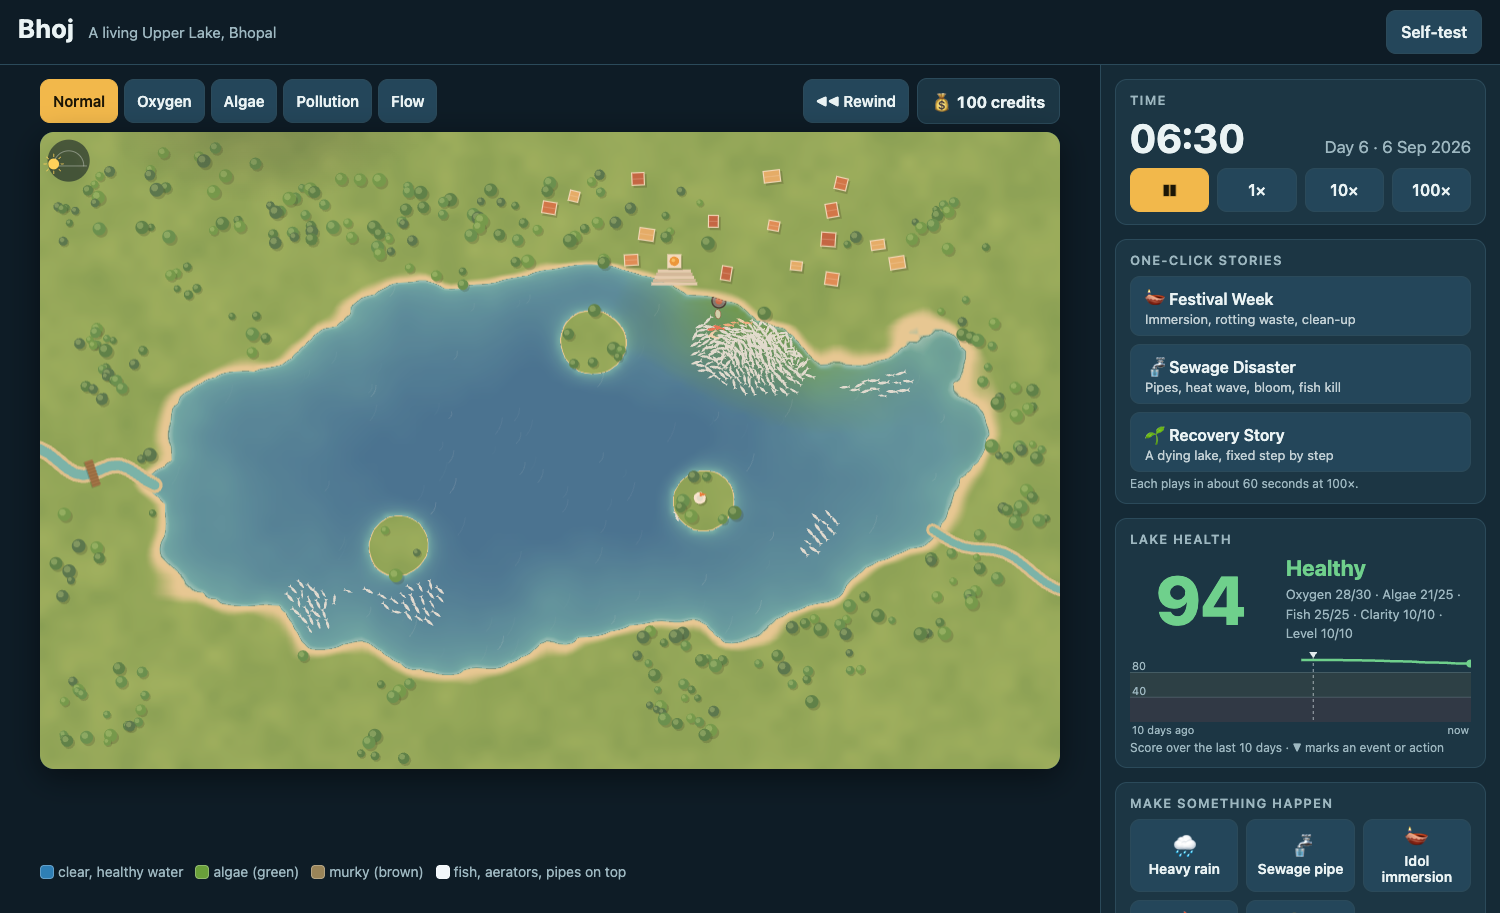 Bhoj
A living Upper Lake, Bhopal
Self-test
Normal
Oxygen
Algae
Pollution
Flow
◀◀ Rewind
100 credits
TIME
06:30
Day 6 · 6 Sep 2026
1×
10×
100×
ONE-CLICK STORIES
Festival Week
Immersion, rotting waste, clean-up
Sewage Disaster
Pipes, heat wave, bloom, fish kill
Recovery Story
A dying lake, fixed step by step
Each plays in about 60 seconds at 100×.
LAKE HEALTH
94
Healthy
Oxygen 28/30 · Algae 21/25 ·
Fish 25/25 · Clarity 10/10 ·
Level 10/10
80
40
10 days ago
now
Score over the last 10 days · ▼ marks an event or action
MAKE SOMETHING HAPPEN
Heavy rain
Sewage pipe
Idol
immersion
clear, healthy water
algae (green)
murky (brown)
fish, aerators, pipes on top